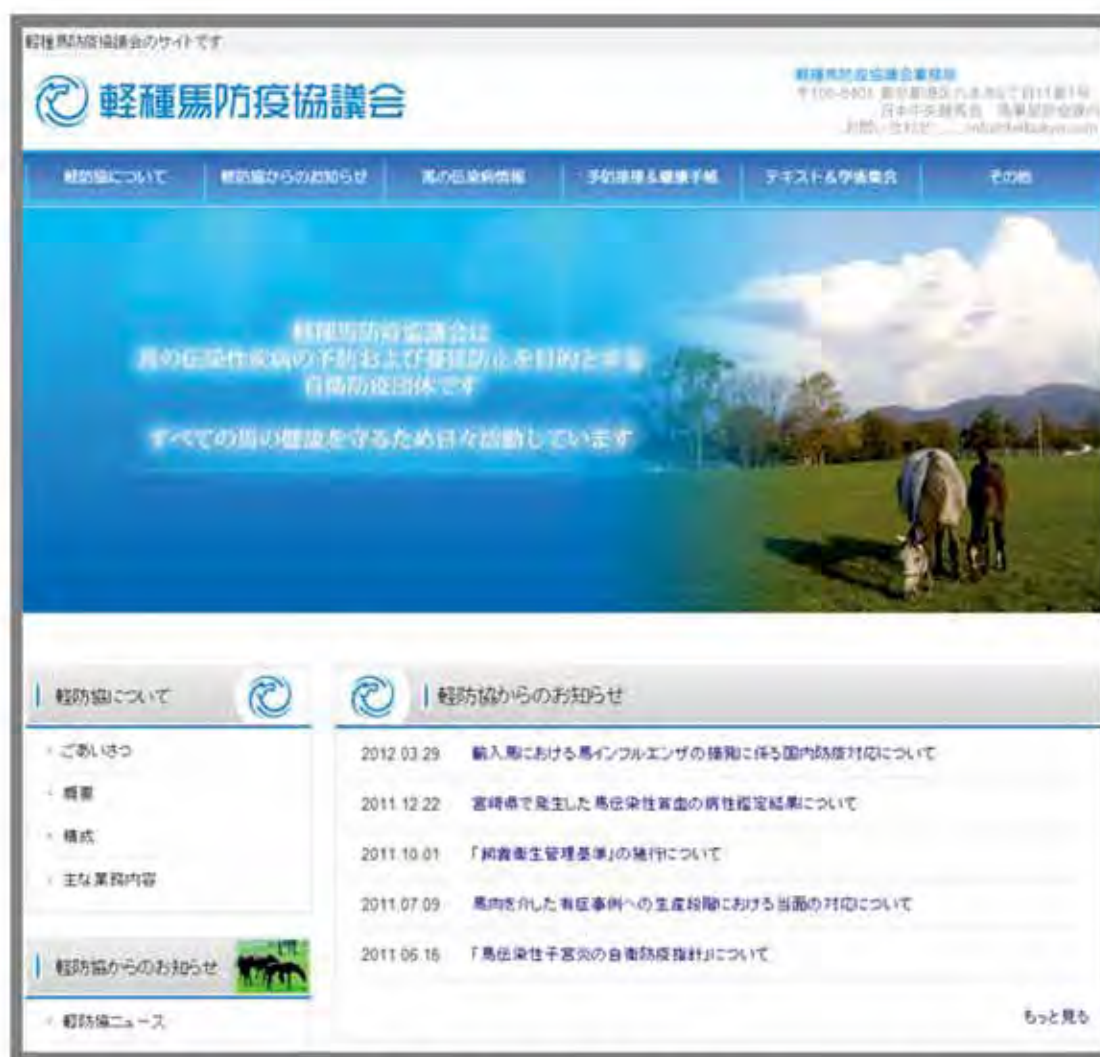 軽種馬防疫協議会のサイトです
軽種馬防疫協議会
軽種馬防疫協議会事務局
軽防協について
軽防協からのお知らせ
馬の伝染病情報
予防接種&健康手帳
テキスト&学術集会
その他
軽種馬防疫協議会は
馬の伝染性疾病の予防および蔓延防止を目的とする
自衛防疫団体です
すべての馬の健康を守るため日々活動しています
軽防協について
ごあいさつ
概要
構成
主な業務内容
軽防協からのお知らせ
軽防協ニュース
軽防協からのお知らせ
2012.03.29 輸入馬における馬インフルエンザの摘発に係る国内防疫対応について
2011.12.22 宮崎県で発生した馬伝染性貧血の病性鑑定結果について
2011.10.01 「飼養衛生管理基準」の施行について
2011.07.09 馬肉を介した有症事例への生産段階における当面の対応について
2011.06.16 「馬伝染性子宮炎の自衛防疫指針」について
もっと見る